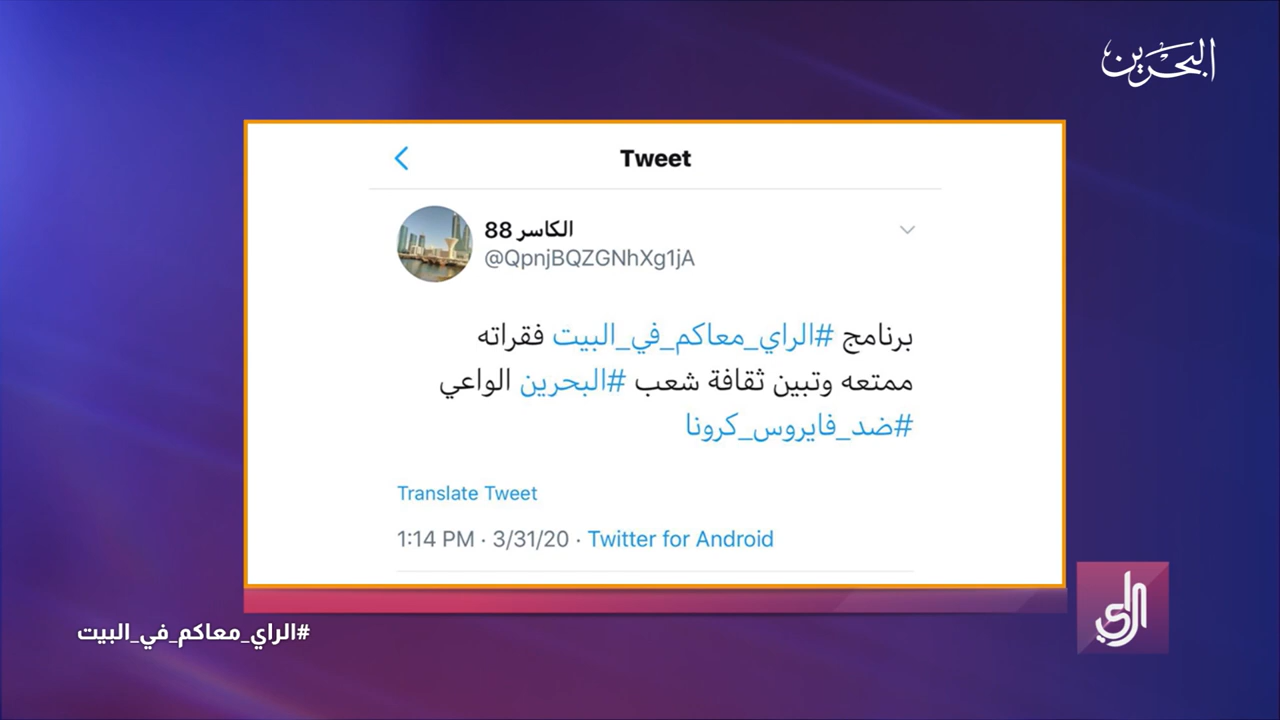 البحرين
Tweet
الكاسر 88
@QpnjBQZGNhXg1jA
برنامج #الراي_معاكم_في_البيت فقراته
ممتعه وتبين ثقافة شعب #البحرين الواعي
#ضد_فايروس_كرونا
Translate Tweet
1:14 PM · 3/31/20 · Twitter for Android
الراي
#الراي_معاكم_في_البيت